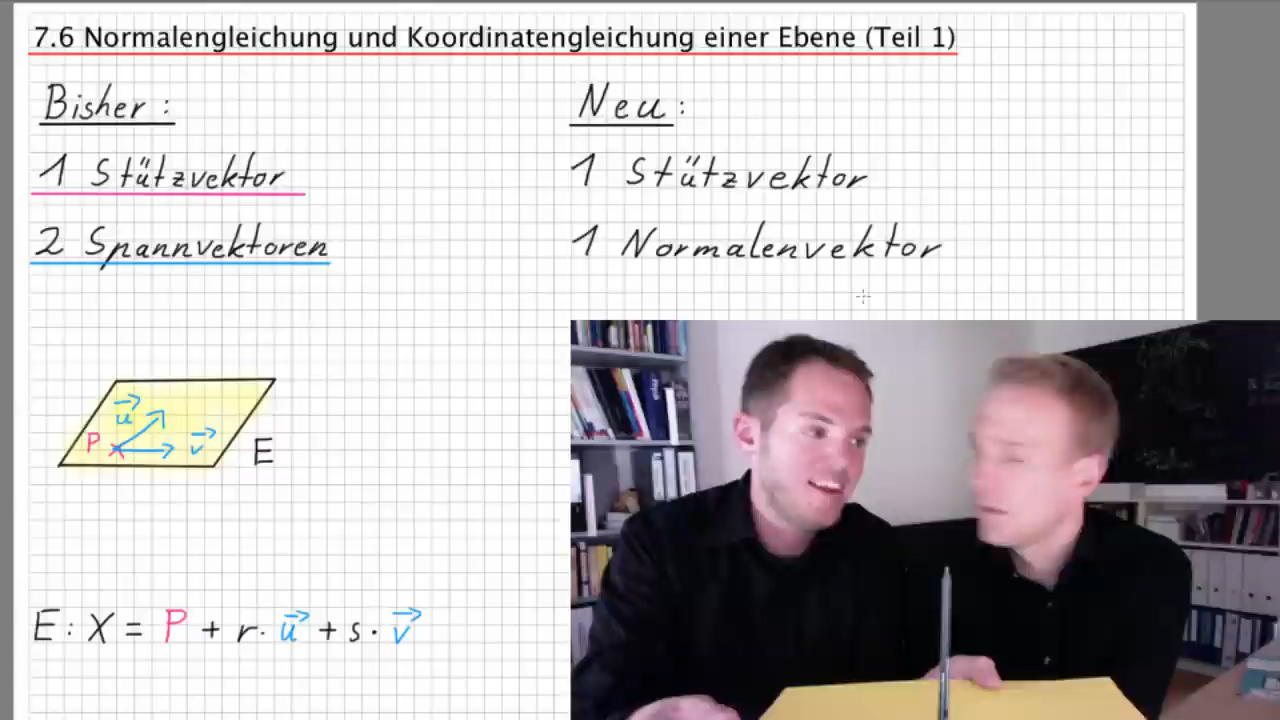 7.6 Normalengleichung und Koordinatengleichung einer Ebene (Teil 1)
Bisher :
1 Stützvektor
2 Spannvektoren
u
P
v
E
E : X = P + r · u + s · v
Neu :
1 Stützvektor
1 Normalenvektor